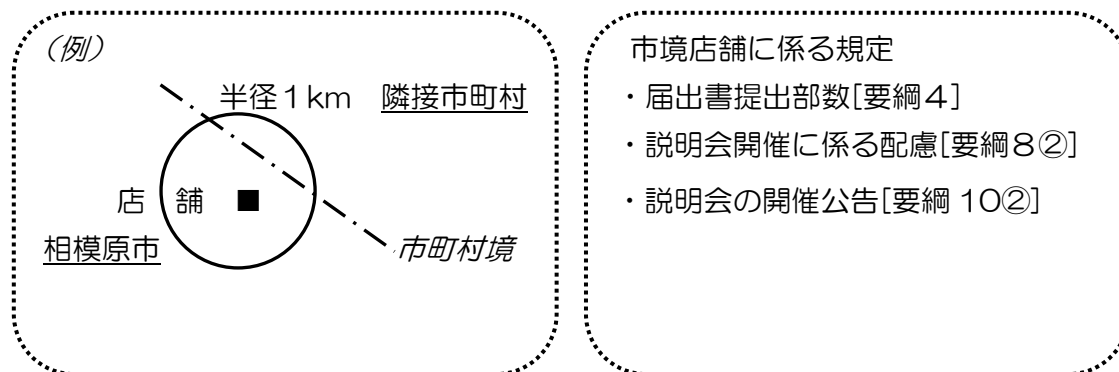 （例）
半径１km 隣接市町村
店 舗 ■
相模原市
市町村境
市境店舗に係る規定
・届出書提出部数[要綱４]
・説明会開催に係る配慮[要綱８②]
・説明会の開催公告[要綱 10②]